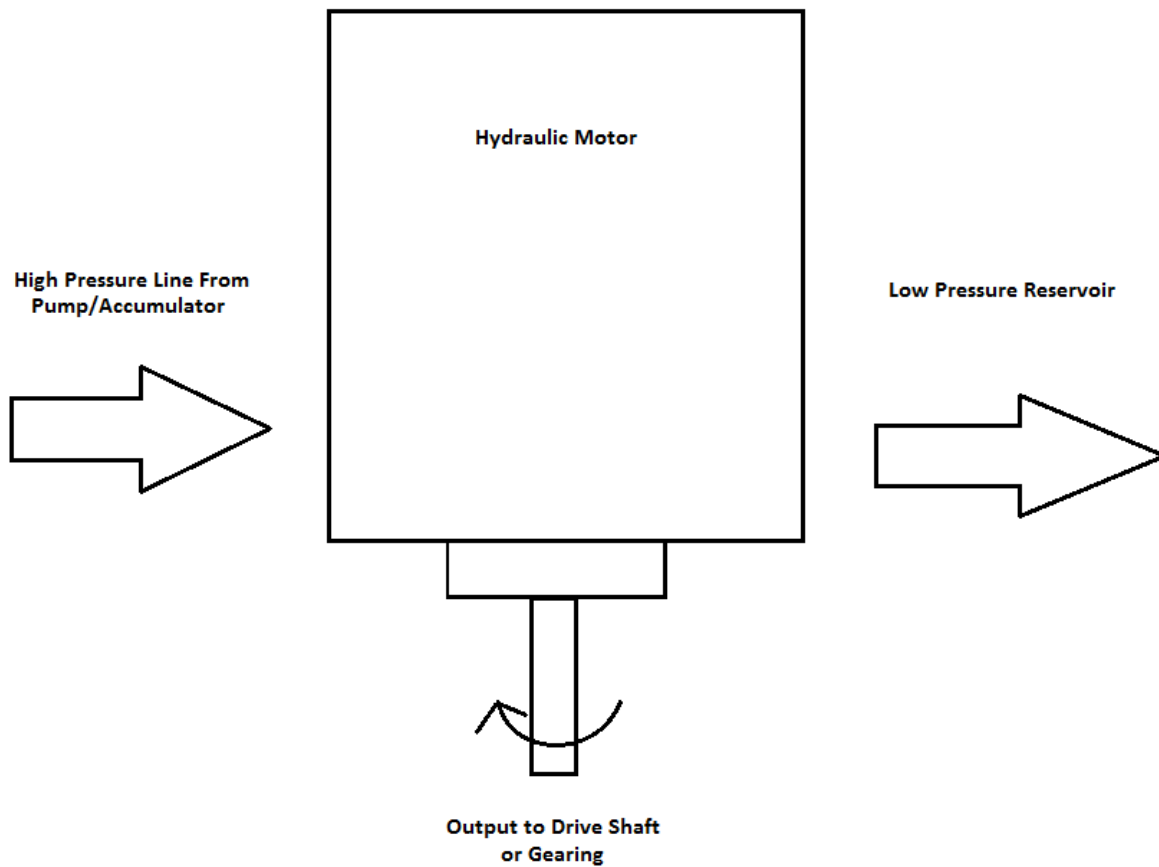 Hydraulic Motor
High Pressure Line From
Pump/Accumulator
Low Pressure Reservoir
Output to Drive Shaft
or Gearing